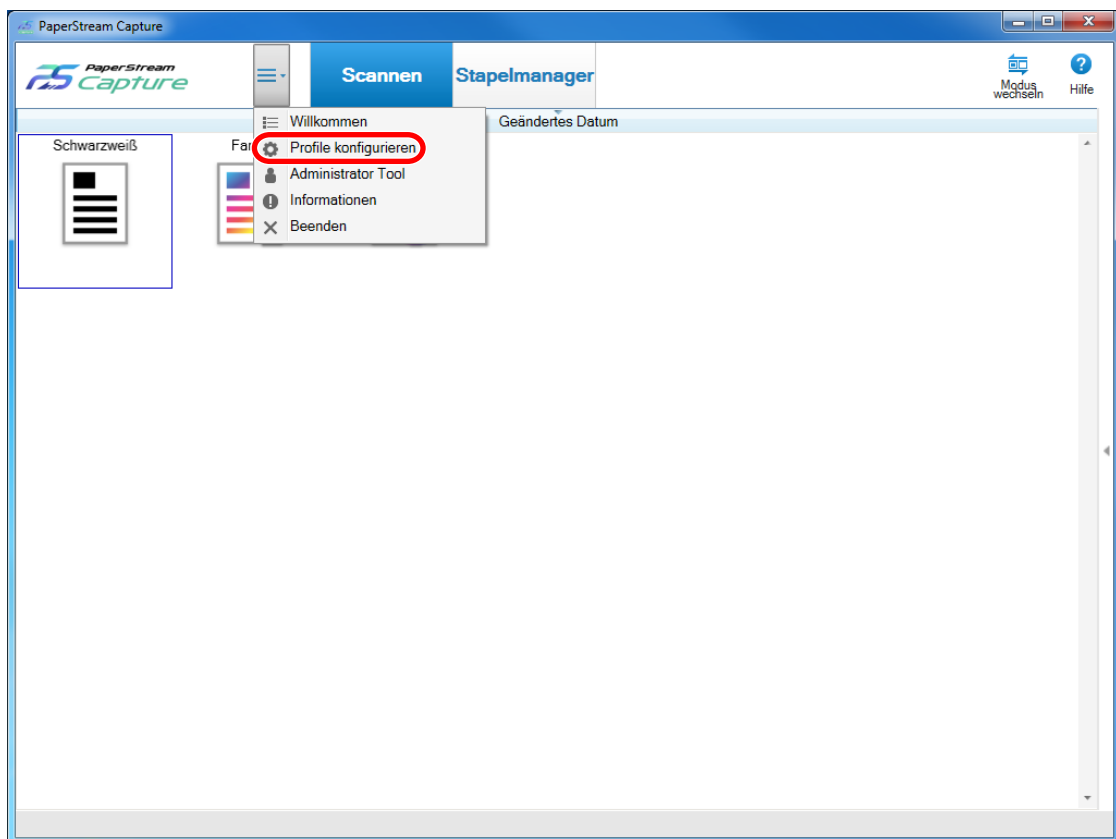 PaperStream Capture
PaperStream
Capture
Scannen
Stapelmanager
Modus
wechseln
Hilfe
Geändertes Datum
Willkommen
Profile konfigurieren
Administrator Tool
Informationen
Beenden
Schwarzweiß